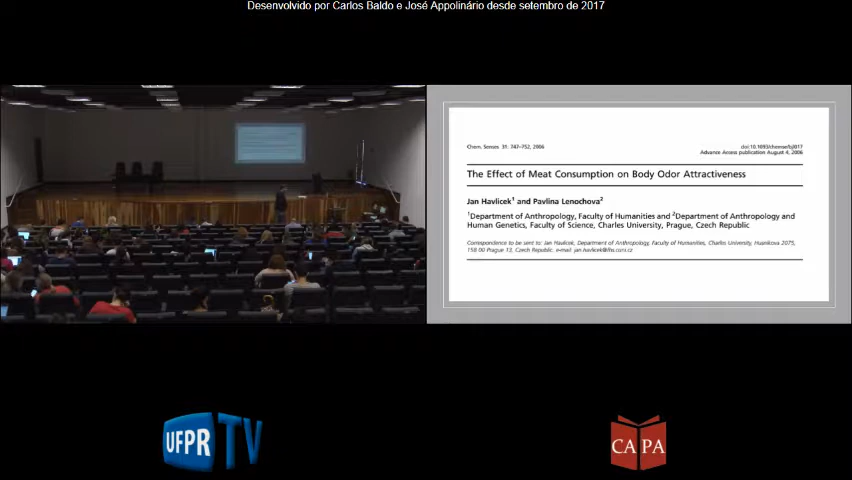 Desenvolvido por Carlos Baldo e José Appolinário desde setembro de 2017
Chem. Senses 31: 747–752, 2006
doi:10.1093/chemse/bjl017
Advance Access publication August 4, 2006
The Effect of Meat Consumption on Body Odor Attractiveness
Jan Havlicek1 and Pavlina Lenochova2
1Department of Anthropology, Faculty of Humanities and 2Department of Anthropology and
Human Genetics, Faculty of Science, Charles University, Prague, Czech Republic
Correspondence to be sent to: Jan Havlicek, Department of Anthropology, Faculty of Humanities, Charles University, Husnikova 2075,
158 00 Prague 13, Czech Republic. e-mail: jan.havlicek@fhs.cuni.cz
UFPR TV
CAPA